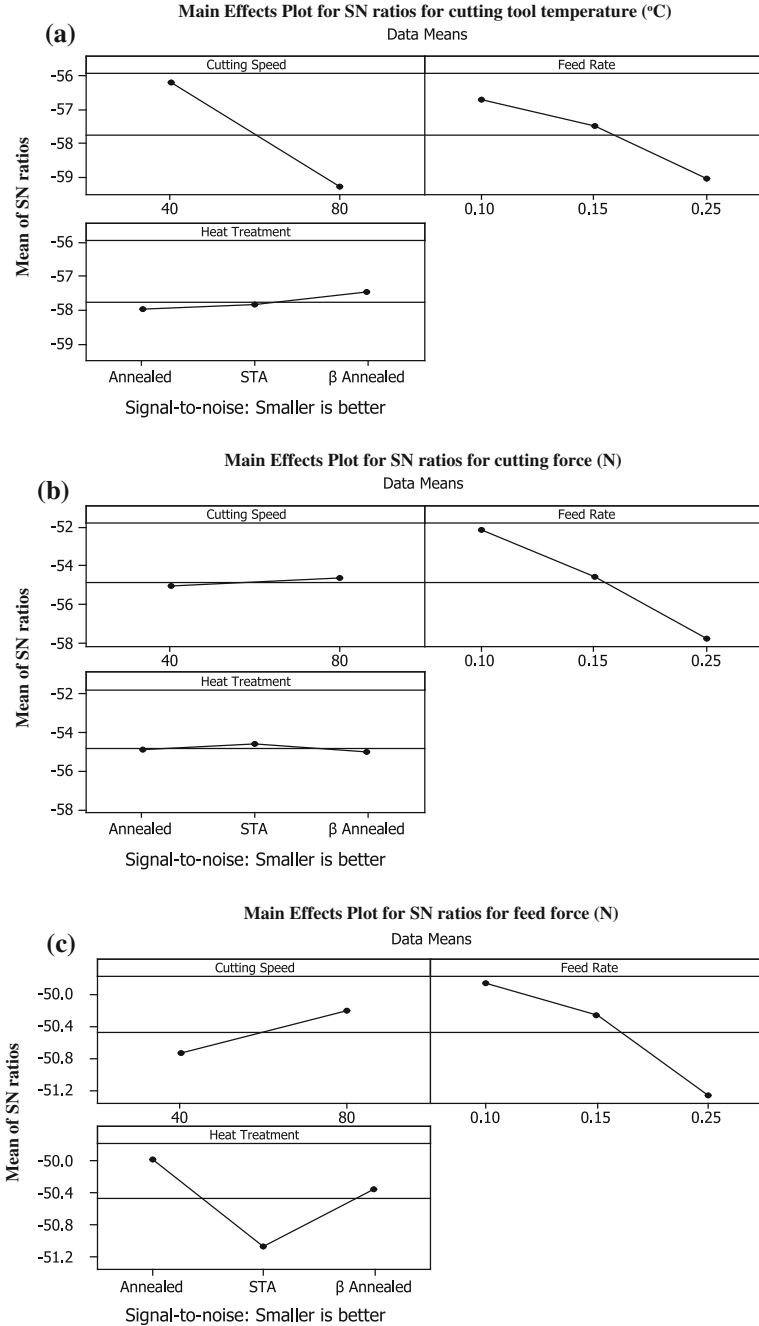 Main Effects Plot for SN ratios for cutting tool temperature (°C)
(a)
Data Means
Cutting Speed Feed Rate
-56
-57
-58
-59
40 80 0.10 0.15 0.25
Heat Treatment
-56
-57
-58
-59
Mean of SN ratios
Annealed STA β Annealed
Signal-to-noise: Smaller is better
Main Effects Plot for SN ratios for cutting force (N)
(b)
Data Means
Cutting Speed Feed Rate
-52
-54
-56
-58
40 80 0.10 0.15 0.25
Heat Treatment
-52
-54
-56
-58
Mean of SN ratios
Annealed STA β Annealed
Signal-to-noise: Smaller is better
Main Effects Plot for SN ratios for feed force (N)
(c)
Data Means
Cutting Speed Feed Rate
-50.0
-50.4
-50.8
-51.2
40 80 0.10 0.15 0.25
Heat Treatment
-50.0
-50.4
-50.8
-51.2
Mean of SN ratios
Annealed STA β Annealed
Signal-to-noise: Smaller is better